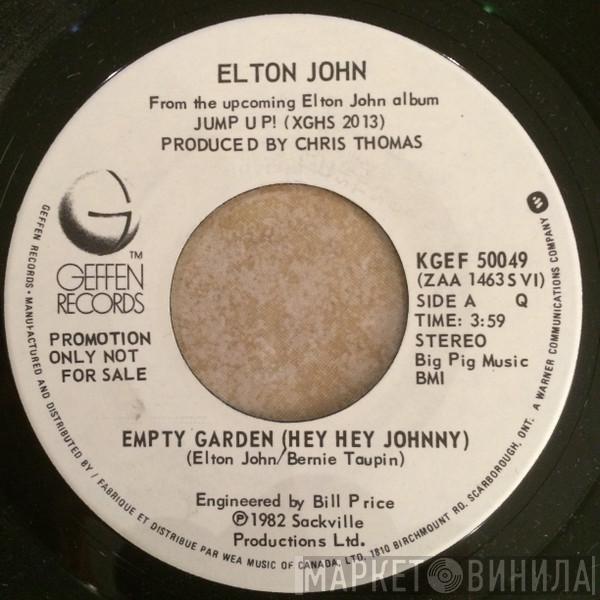 ELTON JOHN
From the upcoming Elton John album
JUMP UP! (XGHS 2013)
PRODUCED BY CHRIS THOMAS
G
TM
GEFFEN
RECORDS
PROMOTION
ONLY NOT
FOR SALE
KGEF 50049
(ZAA 1463 S VI)
SIDE A Q
TIME: 3:59
STEREO
Big Pig Music
BMI
EMPTY GARDEN (HEY HEY JOHNNY)
(Elton John/Bernie Taupin)
Engineered by Bill Price
℗1982 Sackville
Productions Ltd.
GEFFEN RECORDS • MANUFACTURED AND DISTRIBUTED BY / FABRIQUE ET DISTRIBUE PAR WEA MUSIC OF CANADA, LTD. 1810 BIRCHMOUNT RD. SCARBOROUGH, ONT. A WARNER COMMUNICATIONS COMPANY
МАРКЕТ ВИНИЛА